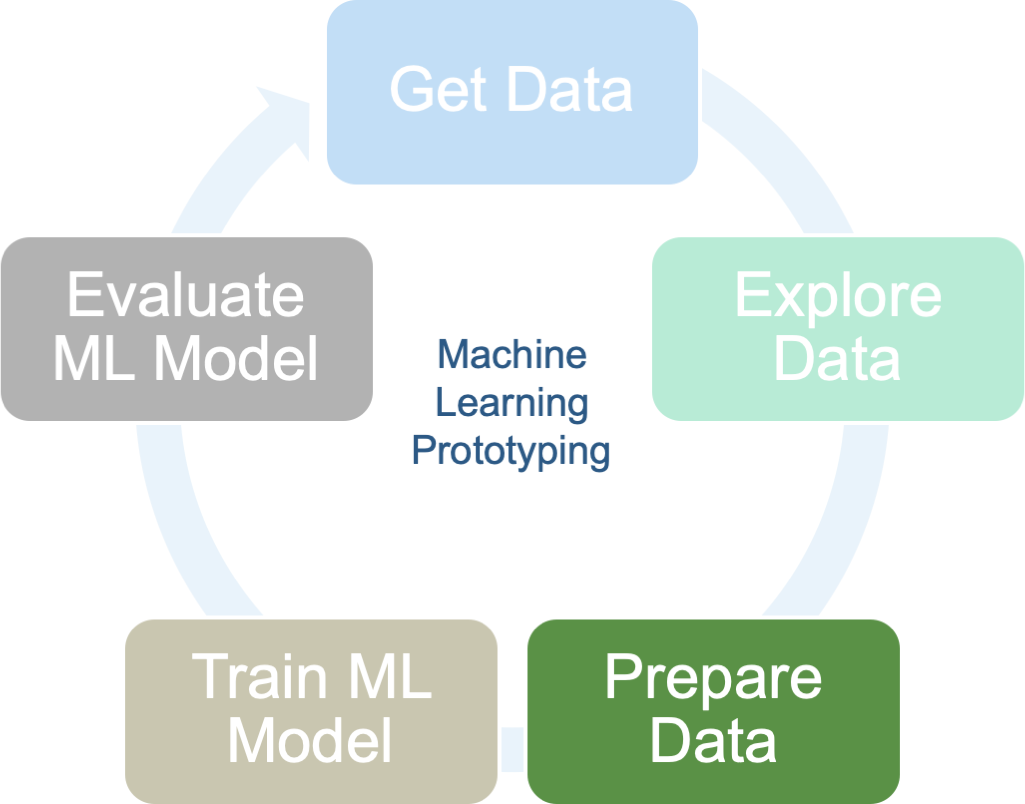 Get Data
Explore
Data
Prepare
Data
Train ML
Model
Evaluate
ML Model
Machine
Learning
Prototyping